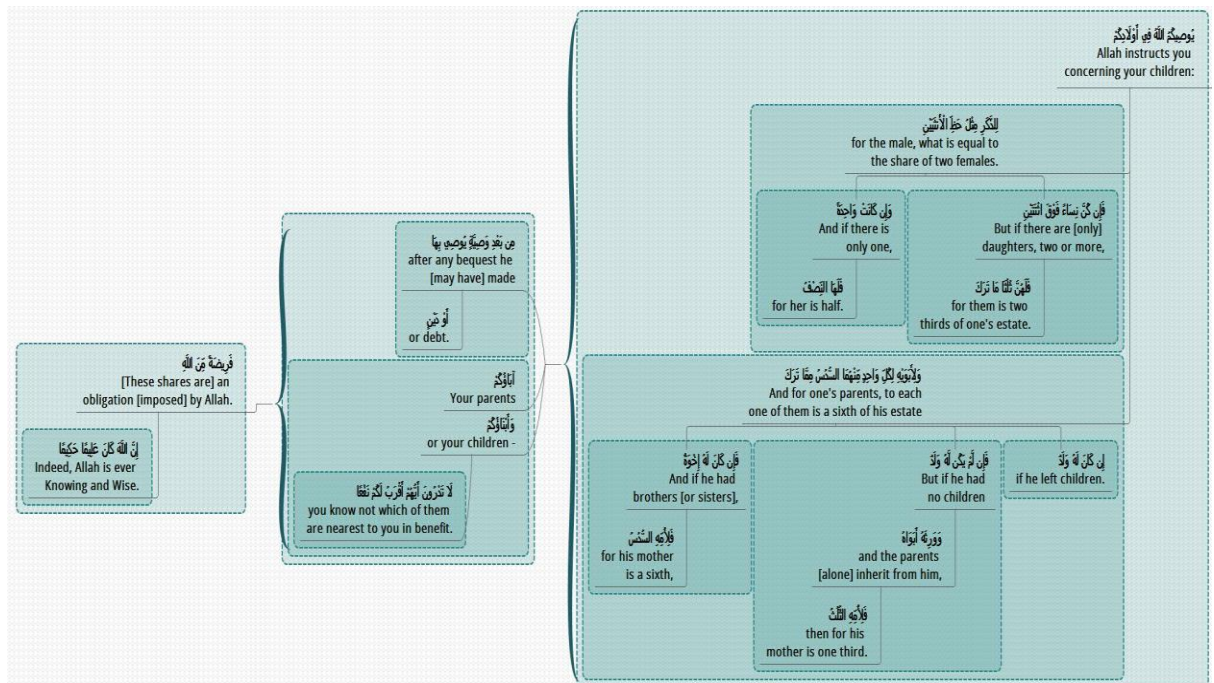 يُوصِيكُمُ اللَّهُ فِي أَوْلَادِكُمْ
Allah instructs you
concerning your children:
لِلذَّكَرِ مِثْلُ حَظِّ الْأُنثَيَيْنِ
for the male, what is equal to
the share of two females.
فَإِن كُنَّ نِسَاءً فَوْقَ اثْنَتَيْنِ
But if there are [only]
daughters, two or more,
فَلَهُنَّ ثُلُثَا مَا تَرَكَ
for them is two
thirds of one's estate.
وَإِن كَانَتْ وَاحِدَةً
And if there is
only one,
فَلَهَا النِّصْفُ
for her is half.
وَلِأَبَوَيْهِ لِكُلِّ وَاحِدٍ مِّنْهُمَا السُّدُسُ مِمَّا تَرَكَ
And for one's parents, to each
one of them is a sixth of his estate
إِن كَانَ لَهُ وَلَدٌ
if he left children.
فَإِن لَّمْ يَكُن لَّهُ وَلَدٌ
But if he had
no children
وَوَرِثَهُ أَبَوَاهُ
and the parents
[alone] inherit from him,
فَلِأُمِّهِ الثُّلُثُ
then for his
mother is one third.
فَإِن كَانَ لَهُ إِخْوَةٌ
And if he had
brothers [or sisters],
فَلِأُمِّهِ السُّدُسُ
for his mother
is a sixth,
مِن بَعْدِ وَصِيَّةٍ يُوصِي بِهَا
after any bequest he
[may have] made
أَوْ دَيْنٍ
or debt.
آبَاؤُكُمْ
Your parents
وَأَبْنَاؤُكُمْ
or your children -
لَا تَدْرُونَ أَيُّهُمْ أَقْرَبُ لَكُمْ نَفْعًا
you know not which of them
are nearest to you in benefit.
فَرِيضَةً مِّنَ اللَّهِ
[These shares are] an
obligation [imposed] by Allah.
إِنَّ اللَّهَ كَانَ عَلِيمًا حَكِيمًا
Indeed, Allah is ever
Knowing and Wise.